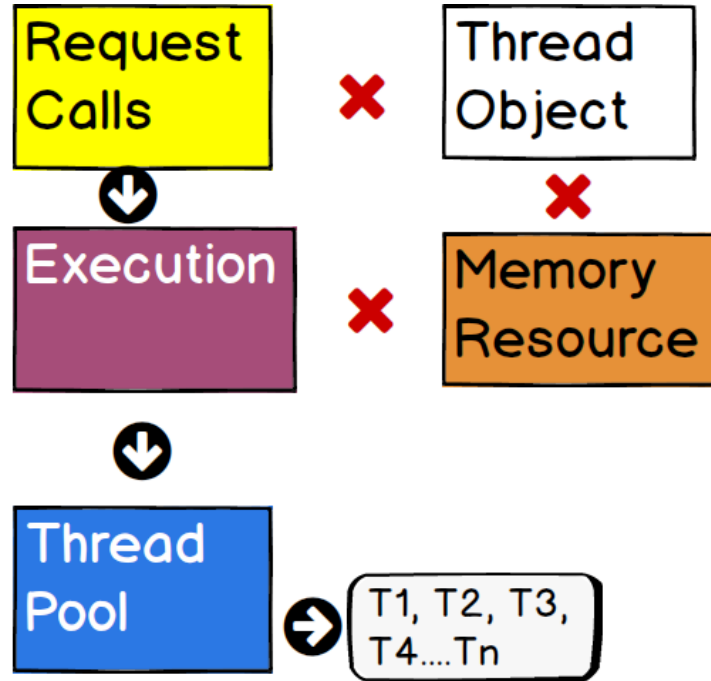 Request
Calls
Thread
Object
Execution
Memory
Resource
Thread
Pool
T1, T2, T3,
T4....Tn